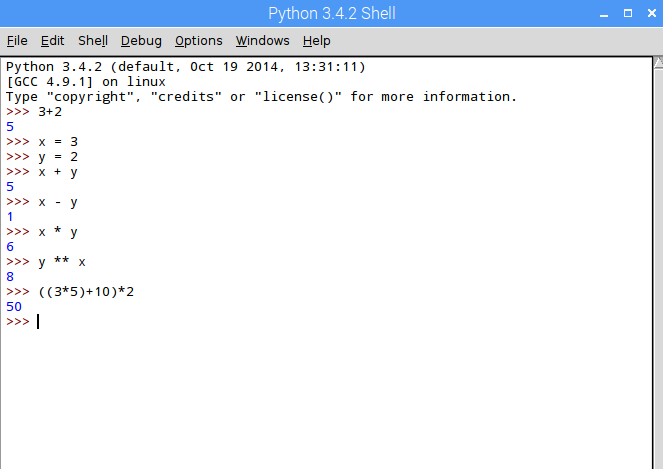 Python 3.4.2 Shell
File Edit Shell Debug Options Windows Help
Python 3.4.2 (default, Oct 19 2014, 13:31:11)
[GCC 4.9.1] on linux
Type "copyright", "credits" or "license()" for more information.
>>> 3+2
5
>>> x = 3
>>> y = 2
>>> x + y
5
>>> x - y
1
>>> x * y
6
>>> y ** x
8
>>> ((3*5)+10)*2
50
>>>